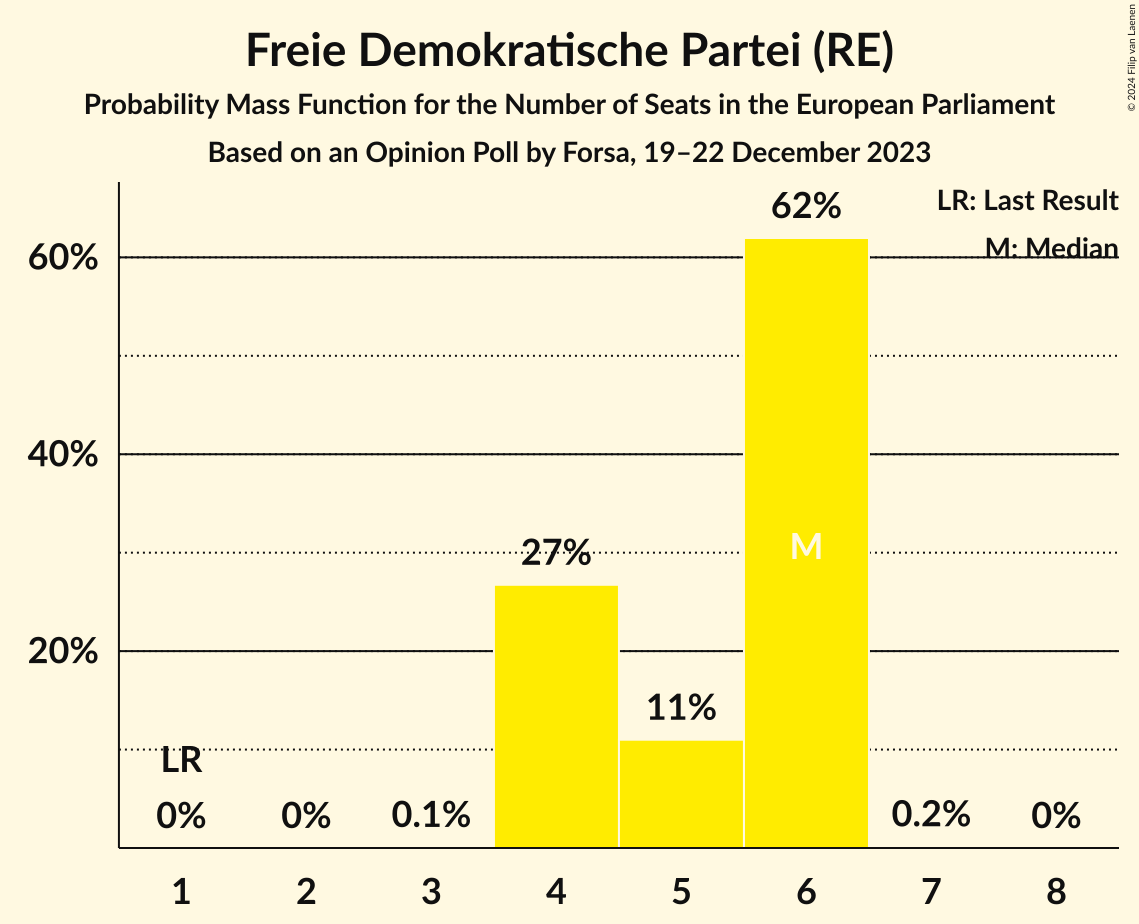 Freie Demokratische Partei (RE)
Probability Mass Function for the Number of Seats in the European Parliament
Based on an Opinion Poll by Forsa, 19–22 December 2023
© 2024 Filip van Laenen
LR: Last Result
M: Median
62%
60%
40%
27%
M
20%
11%
LR
0%
0%
0.1%
0.2%
0%
1 2 3 4 5 6 7 8